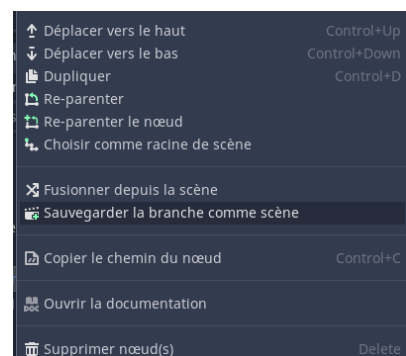 Déplacer vers le haut Control+Up
Déplacer vers le bas Control+Down
Dupliquer Control+D
Re-parenter
Re-parenter le nœud
Choisir comme racine de scène
Fusionner depuis la scène
Sauvegarder la branche comme scène
Copier le chemin du nœud Control+C
DOC Ouvrir la documentation
Supprimer nœud(s) Delete